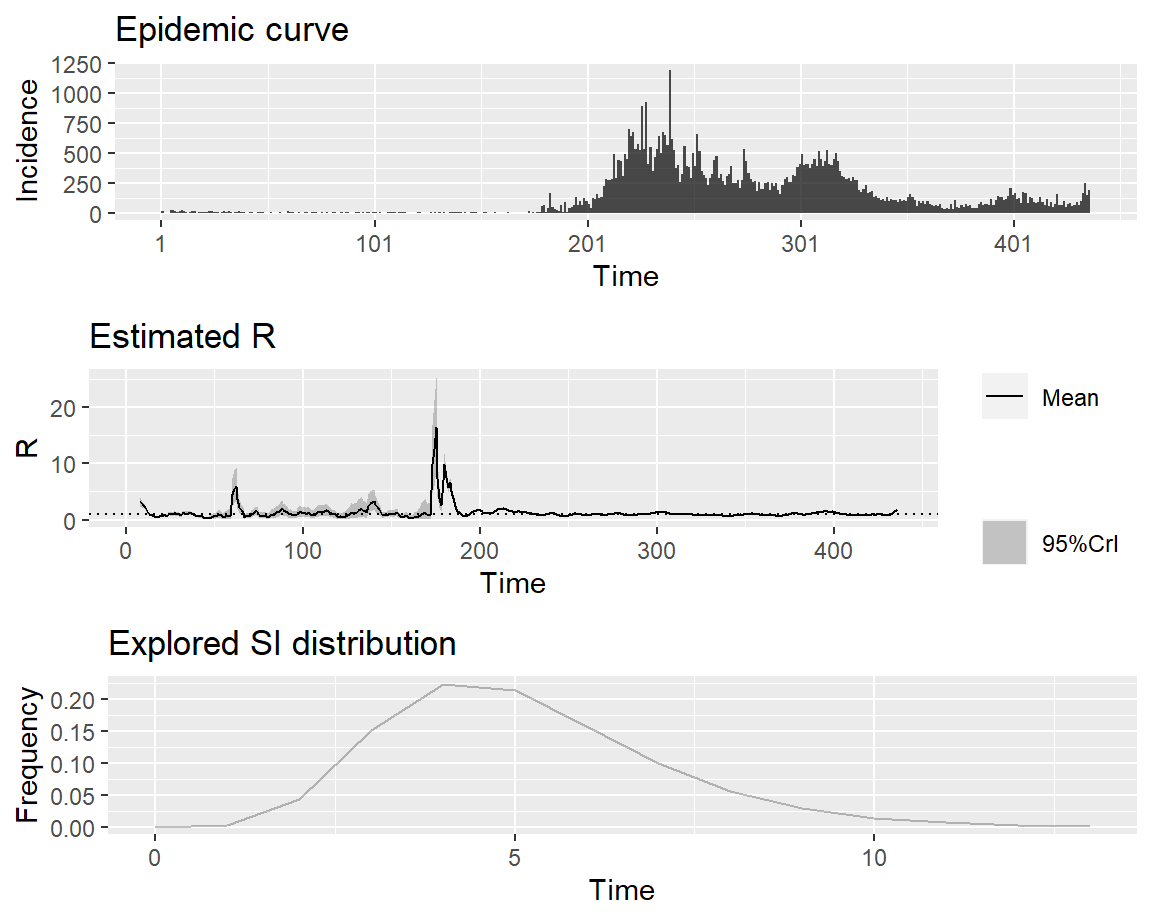 Epidemic curve
Incidence
1250
1000
750
500
250
0
1 101 201 301 401
Time
Estimated R
R
20
10
0
0 100 200 300 400
Time
Mean
95%CrI
Explored SI distribution
Frequency
0.20
0.15
0.10
0.05
0.00
0 5 10
Time